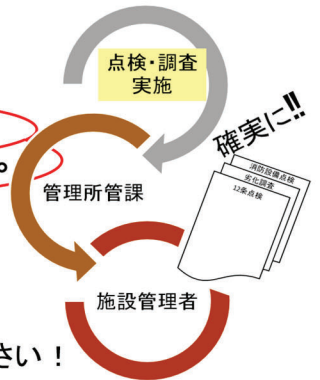 点検・調査
実施
確実に!!
消防設備点検
劣化調査
12条点検
。
管理所管課
施設管理者
さい！